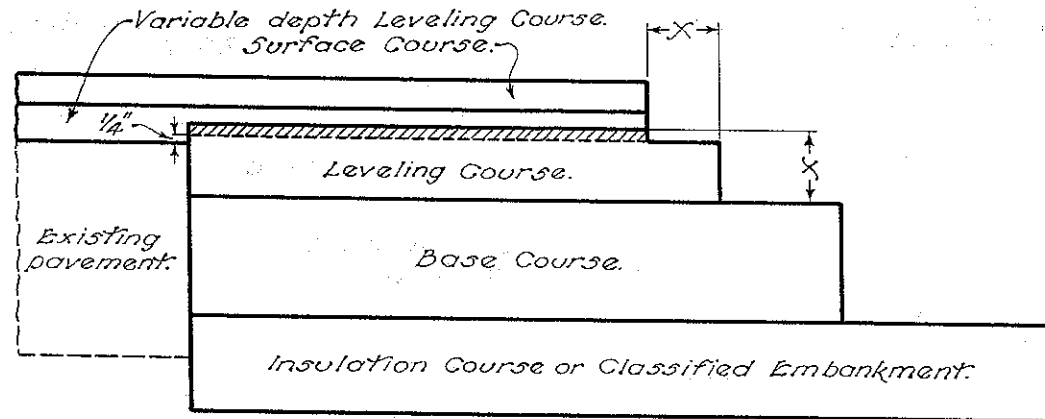 Variable depth Leveling Course.
Surface Course.
X
1/4"
X
Leveling Course.
Existing
pavement.
Base Course.
Insulation Course or Classified Embankment.